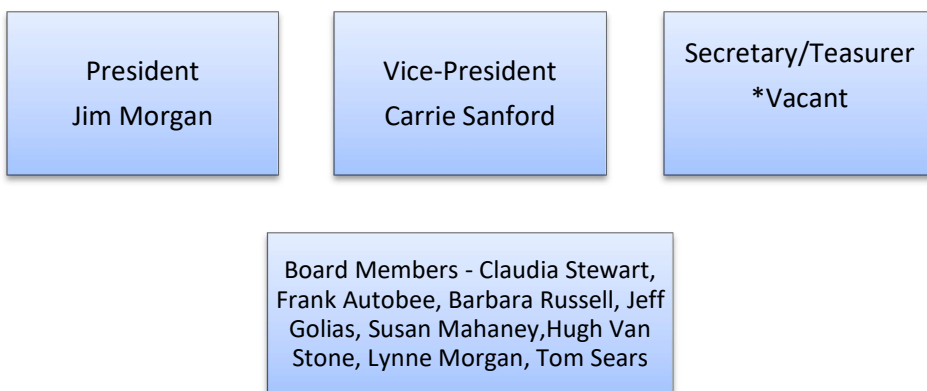 President
Jim Morgan
Vice-President
Carrie Sanford
Secretary/Teasurer
*Vacant
Board Members - Claudia Stewart,
Frank Autobee, Barbara Russell, Jeff
Golias, Susan Mahaney,Hugh Van
Stone, Lynne Morgan, Tom Sears